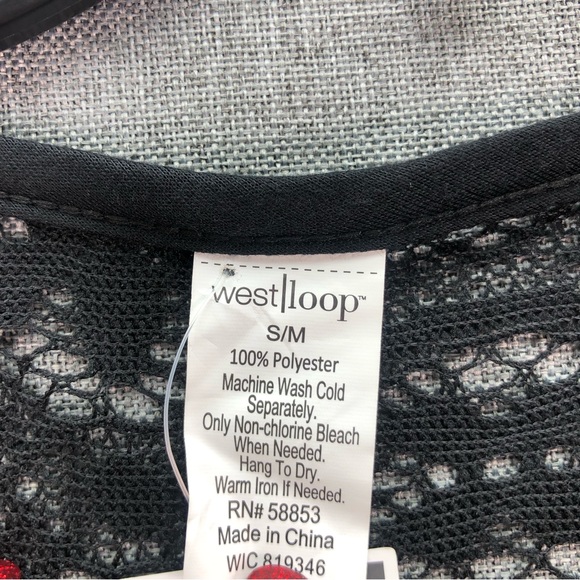 west|loop™
S/M
100% Polyester
Machine Wash Cold
Separately.
Only Non-chlorine Bleach
When Needed.
Hang To Dry.
Warm Iron If Needed.
RN# 58853
Made in China
WIC 819346